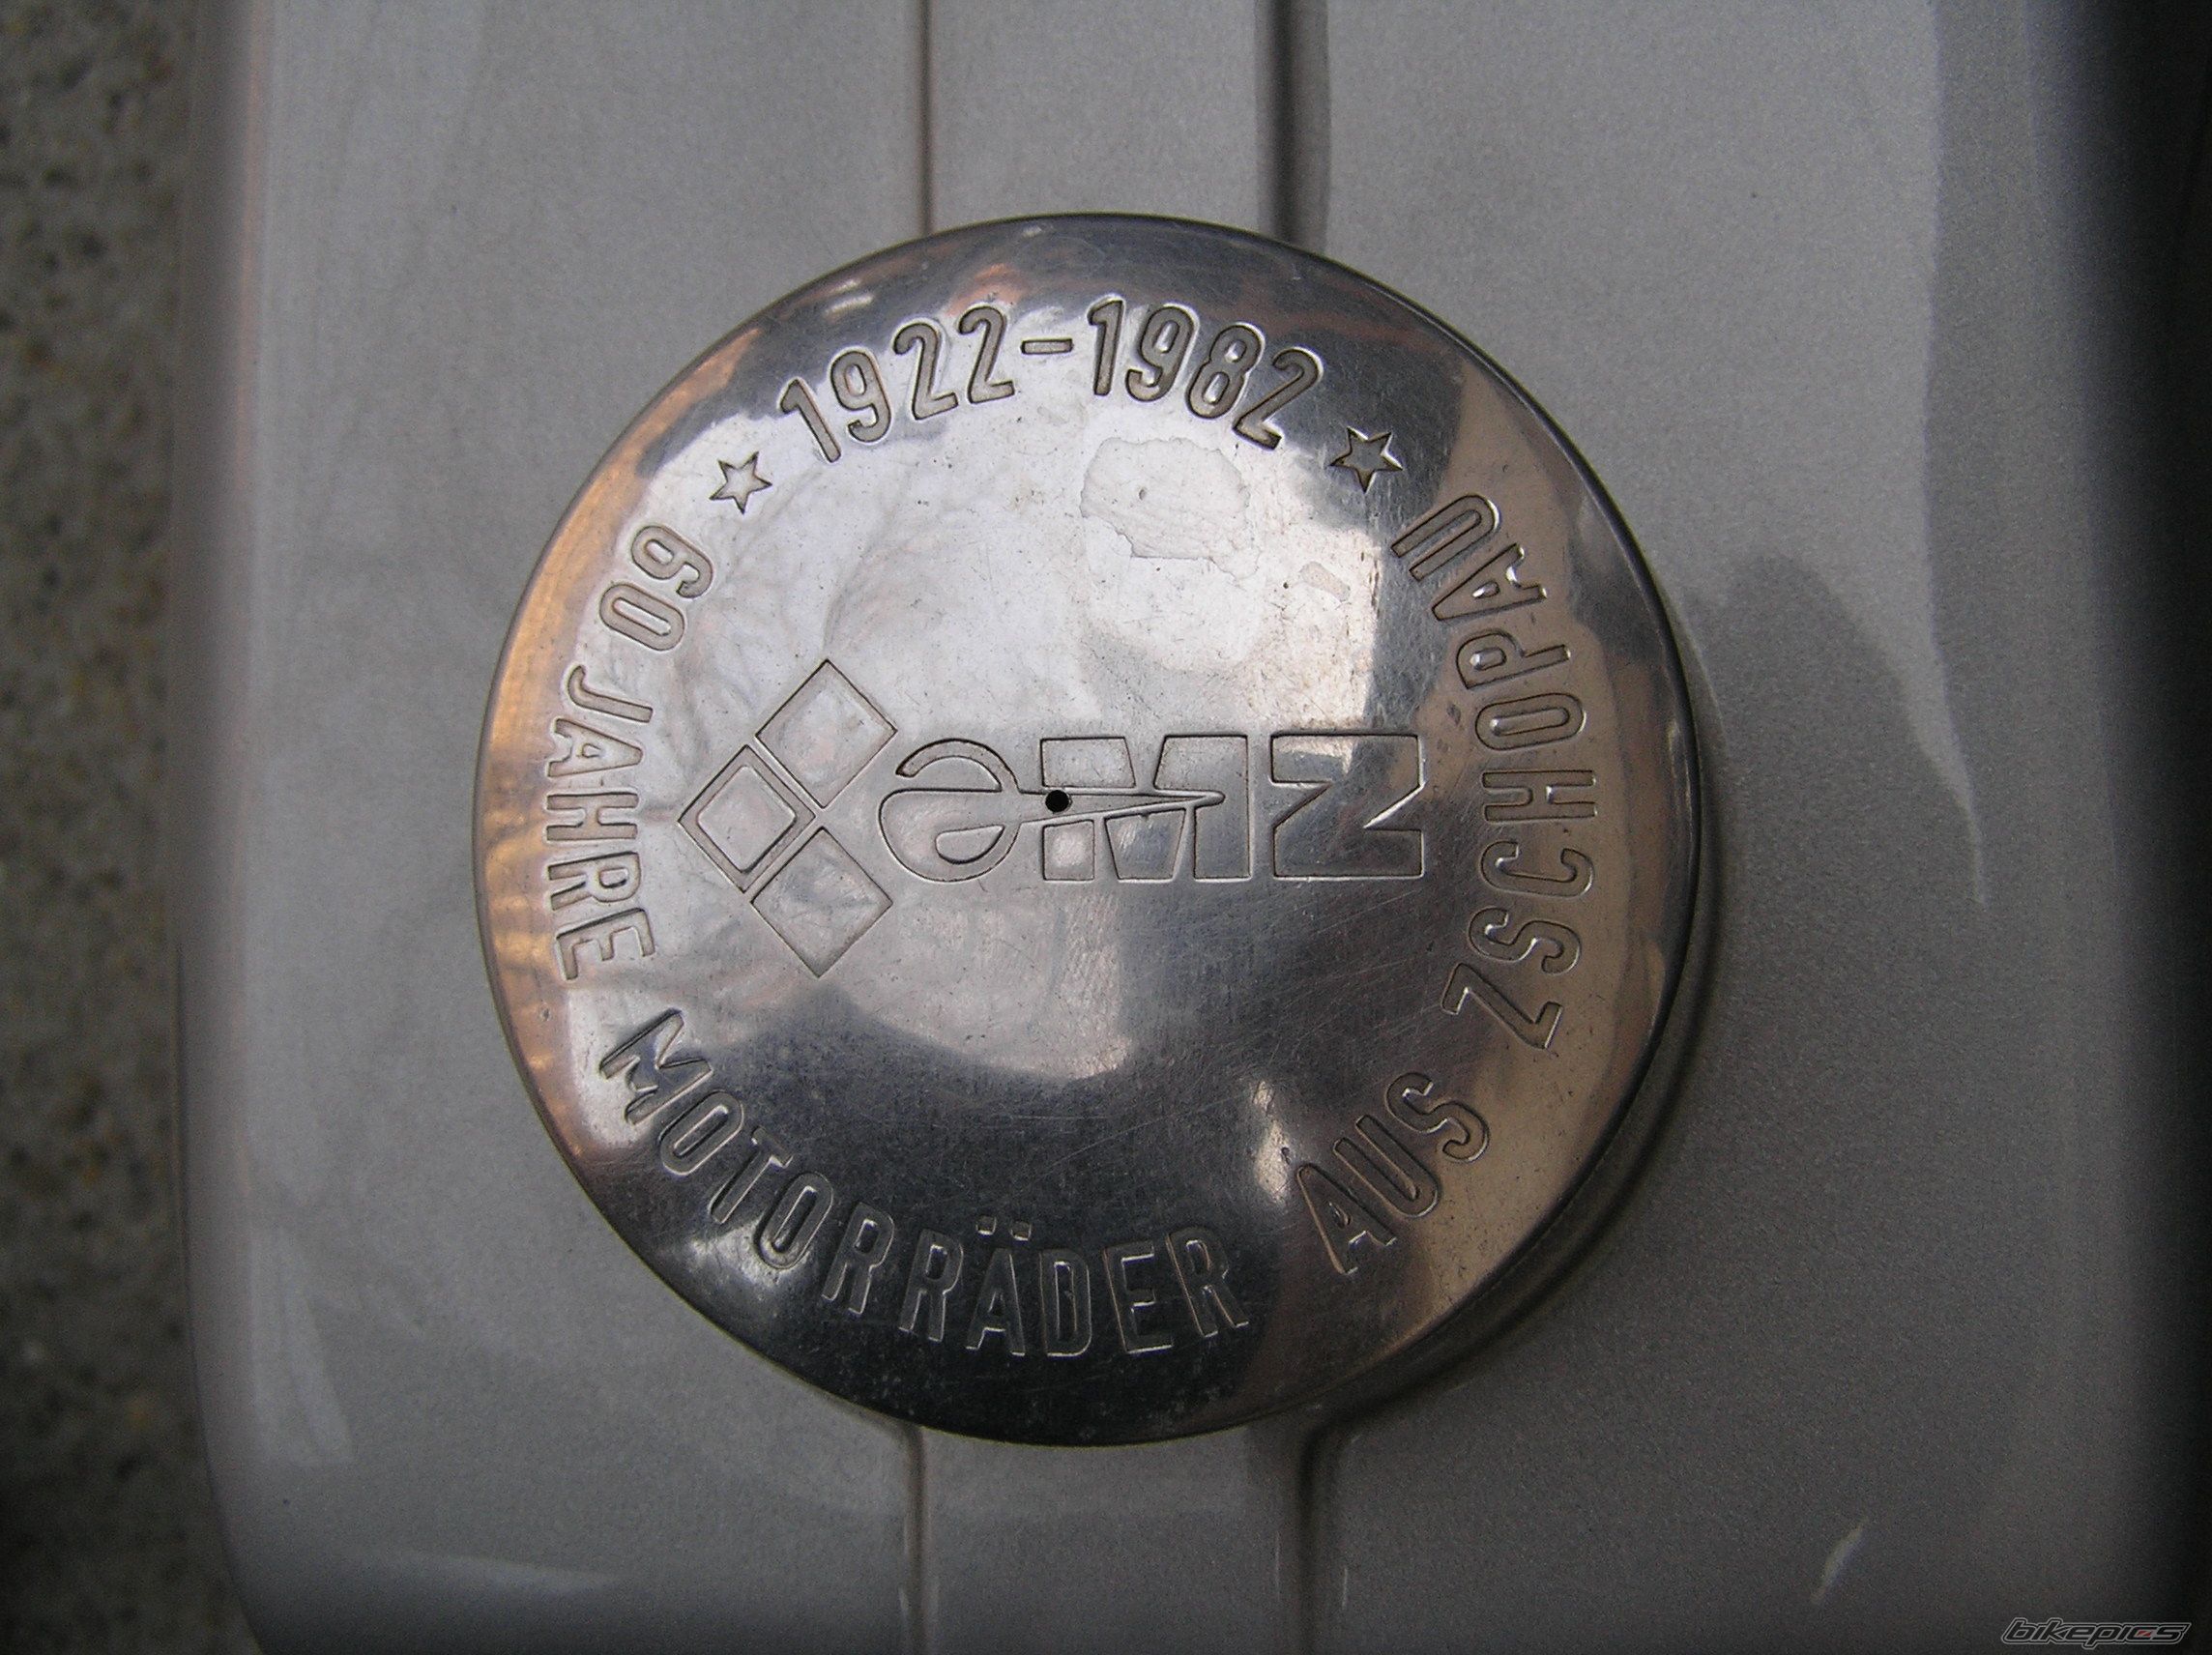 ★ 1922-1982 ★
60 JAHRE MOTORRÄDER AUS ZSCHOPAU
MZ
bikepics